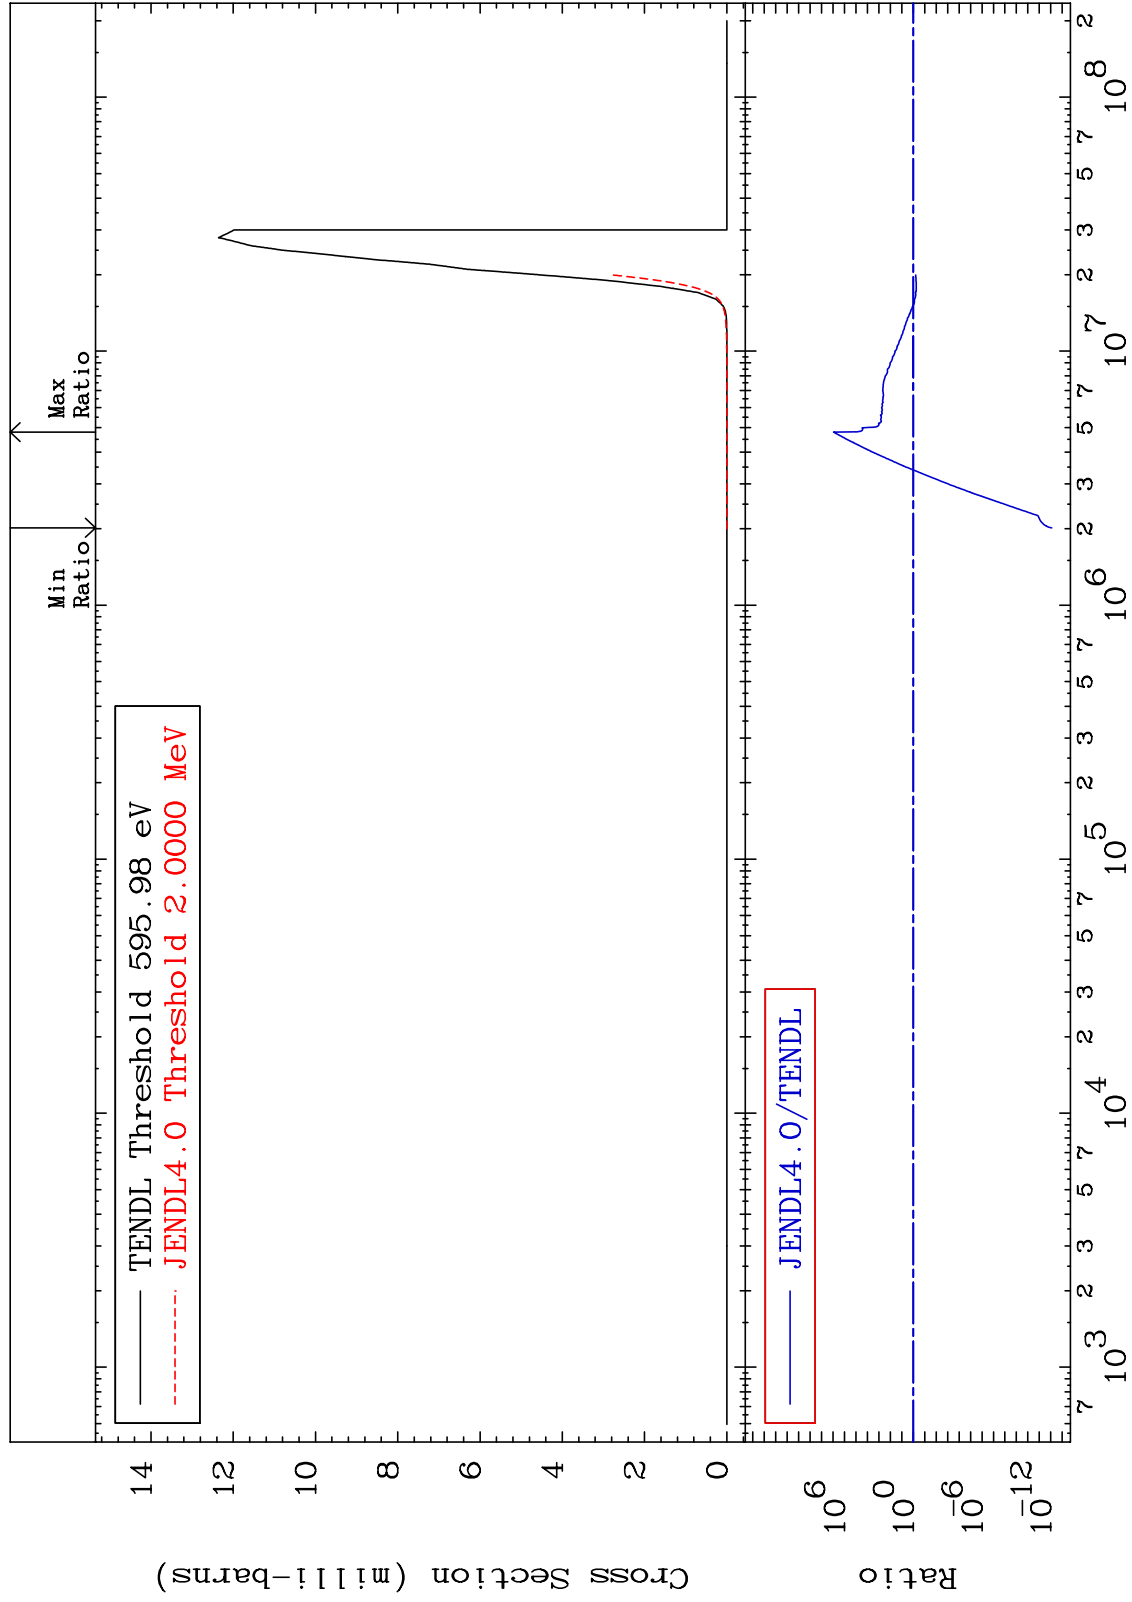 Min
Ratio
Max
Ratio
TENDL Threshold 595.98 eV
JENDL4.0 Threshold 2.0000 MeV
Cross Section (milli-barns)
14
12
10
8
6
4
2
0
JENDL4.0/TENDL
Ratio
10^6
10^0
10^-6
10^-12
7 10^3 2 3 5 7 10^4 2 3 5 7 10^5 2 3 5 7 10^6 2 3 5 7 10^7 2 3 5 7 10^8 2